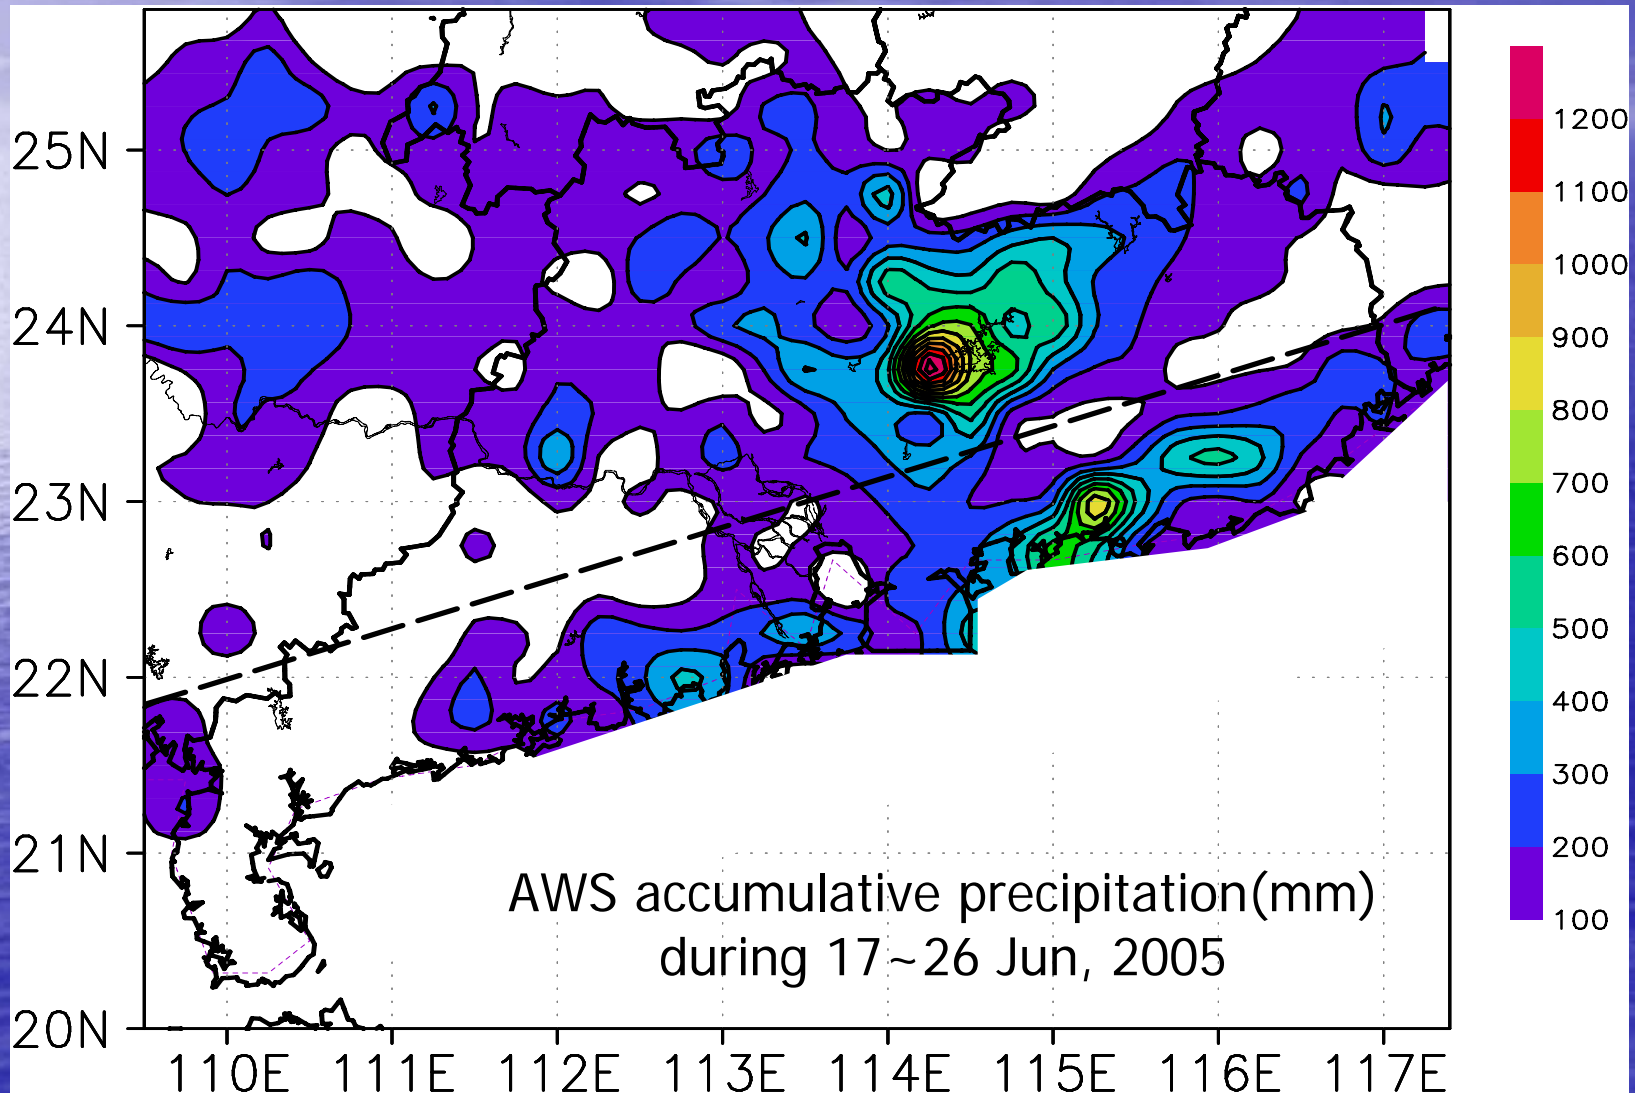 25N
24N
23N
22N
21N
20N
110E 111E 112E 113E 114E 115E 116E 117E
1200
1100
1000
900
800
700
600
500
400
300
200
100
AWS accumulative precipitation(mm)
during 17~26 Jun, 2005